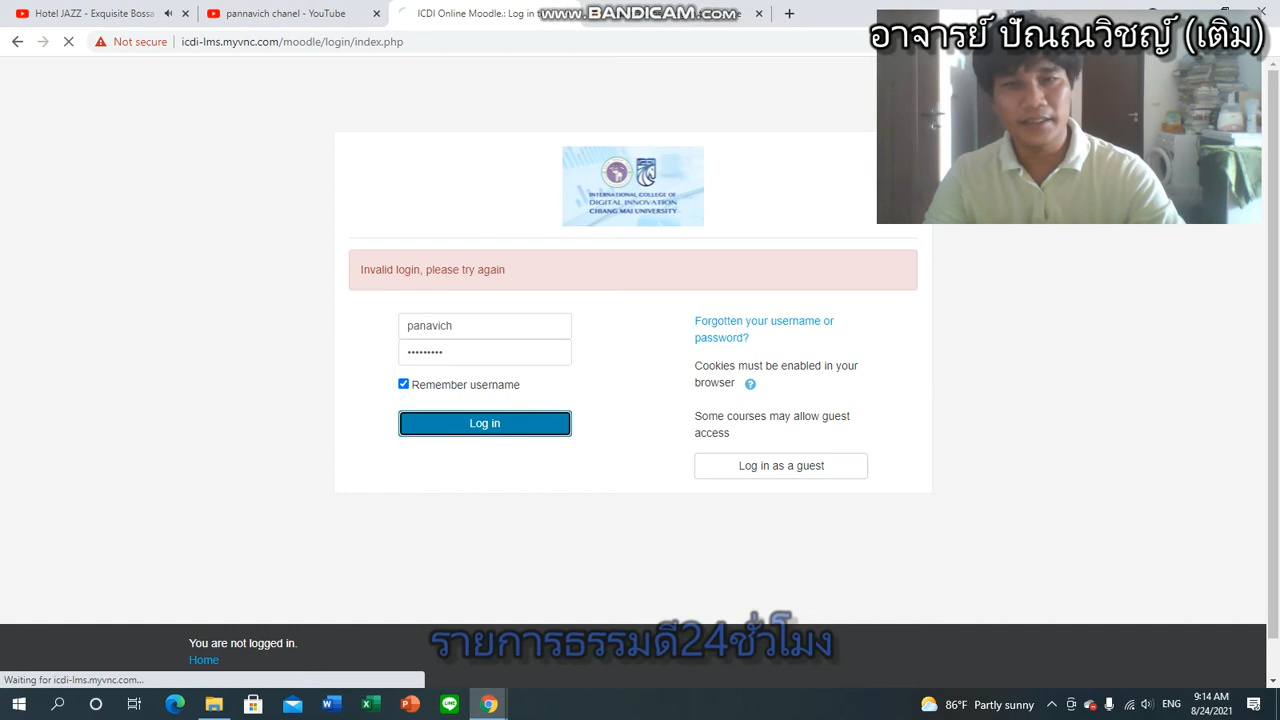 Hotel JAZZ - Exquisite Boss
pannavich - YouTube
ICDI Online Moodle: Log in t
WWW.BANDICAM.COM
Not secure
icdi-lms.myvnc.com/moodle/login/index.php
อาจารย์ ปัณณวิชญ์ (เติม)
INTERNATIONAL COLLEGE OF
DIGITAL INNOVATION
CHIANG MAI UNIVERSITY
Invalid login, please try again
panavich
•••••••••
Remember username
Log in
Forgotten your username or
password?
Cookies must be enabled in your
browser
Some courses may allow guest
access
Log in as a guest
You are not logged in.
Home
รายการธรรมดี24ชั่วโมง
Waiting for icdi-lms.myvnc.com...
86°F Partly sunny
ENG
9:14 AM
8/24/2021